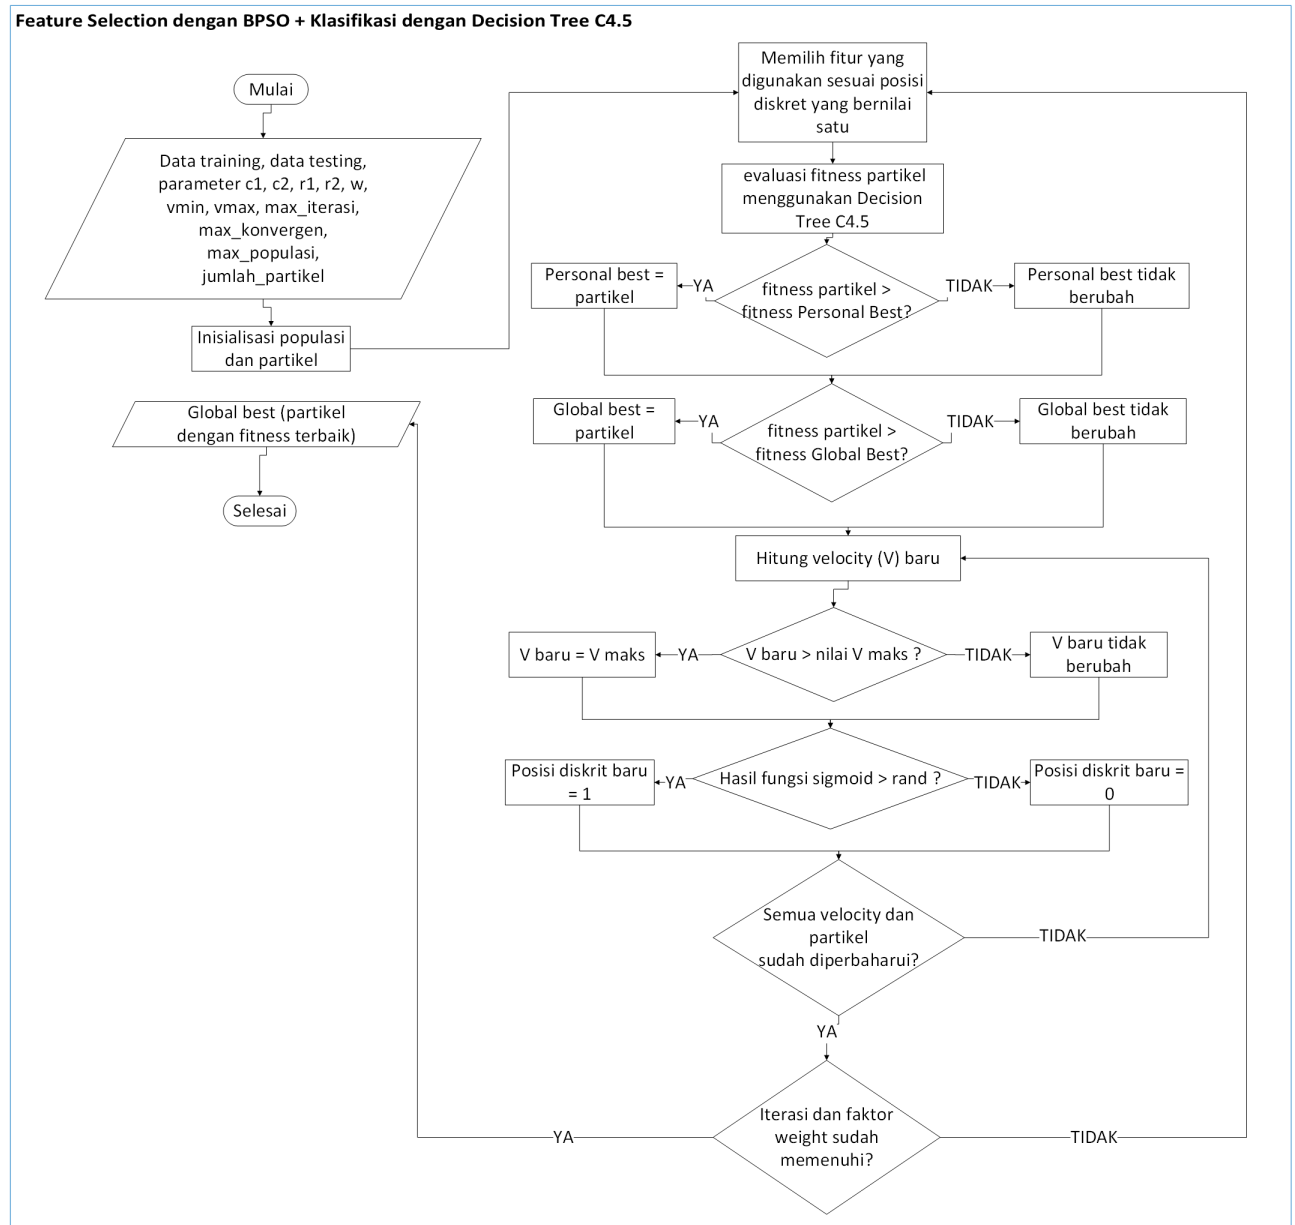 Feature Selection dengan BPSO + Klasifikasi dengan Decision Tree C4.5
Mulai
Data training, data testing,
parameter c1, c2, r1, r2, w,
vmin, vmax, max_iterasi,
max_konvergen,
max_populasi,
jumlah_partikel
Inisialisasi populasi
dan partikel
Memilih fitur yang
digunakan sesuai posisi
diskret yang bernilai
satu
evaluasi fitness partikel
menggunakan Decision
Tree C4.5
fitness partikel >
fitness Personal Best?
YA
Personal best =
partikel
TIDAK
Personal best tidak
berubah
fitness partikel >
fitness Global Best?
YA
Global best =
partikel
TIDAK
Global best tidak
berubah
Hitung velocity (V) baru
V baru > nilai V maks ?
YA
V baru = V maks
TIDAK
V baru tidak
berubah
Hasil fungsi sigmoid > rand ?
YA
Posisi diskrit baru
= 1
TIDAK
Posisi diskrit baru =
0
Semua velocity dan
partikel
sudah diperbaharui?
TIDAK
YA
Iterasi dan faktor
weight sudah
memenuhi?
TIDAK
YA
Global best (partikel
dengan fitness terbaik)
Selesai